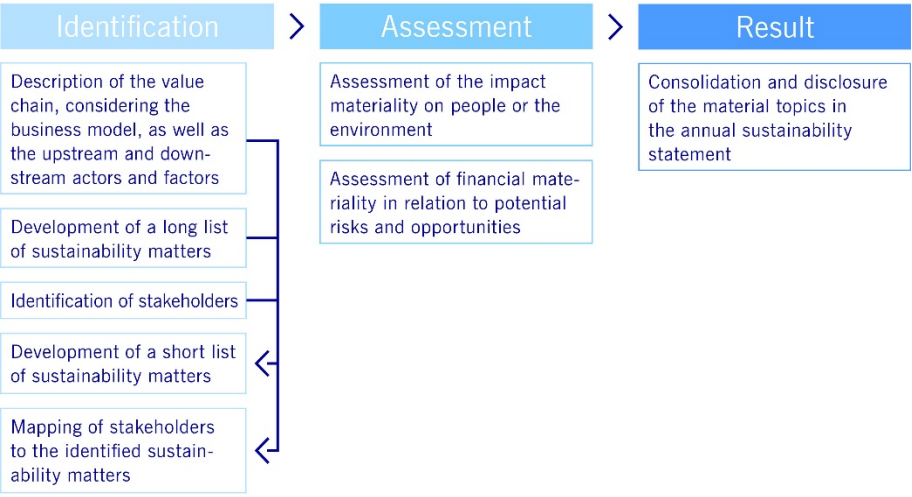 Identification
Description of the value
chain, considering the
business model, as well as
the upstream and down-
stream actors and factors
Development of a long list
of sustainability matters
Identification of stakeholders
Development of a short list
of sustainability matters
Mapping of stakeholders
to the identified sustain-
ability matters
Assessment
Assessment of the impact
materiality on people or the
environment
Assessment of financial mate-
riality in relation to potential
risks and opportunities
Result
Consolidation and disclosure
of the material topics in
the annual sustainability
statement